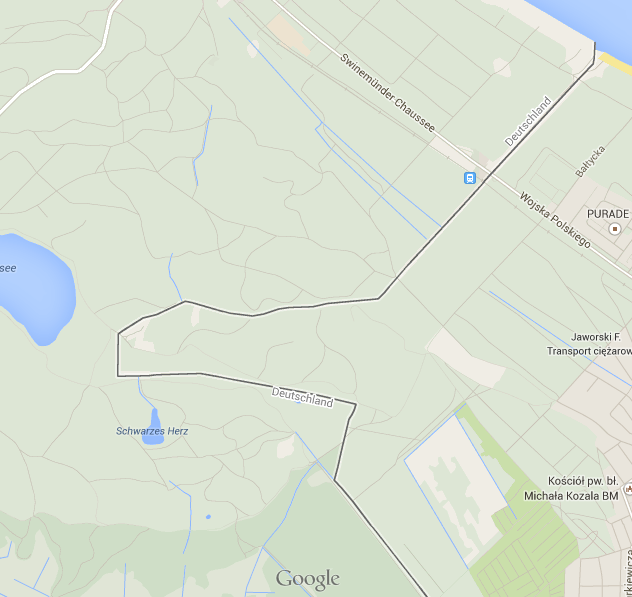 Swinemünder Chaussee
Deutschland
Bałtycka
Wojska Polskiego
PURADE
see
Jaworski F.
Transport ciężarow
Deutschland
Schwarzes Herz
Kościół pw. bł.
Michała Kozala BM
Google